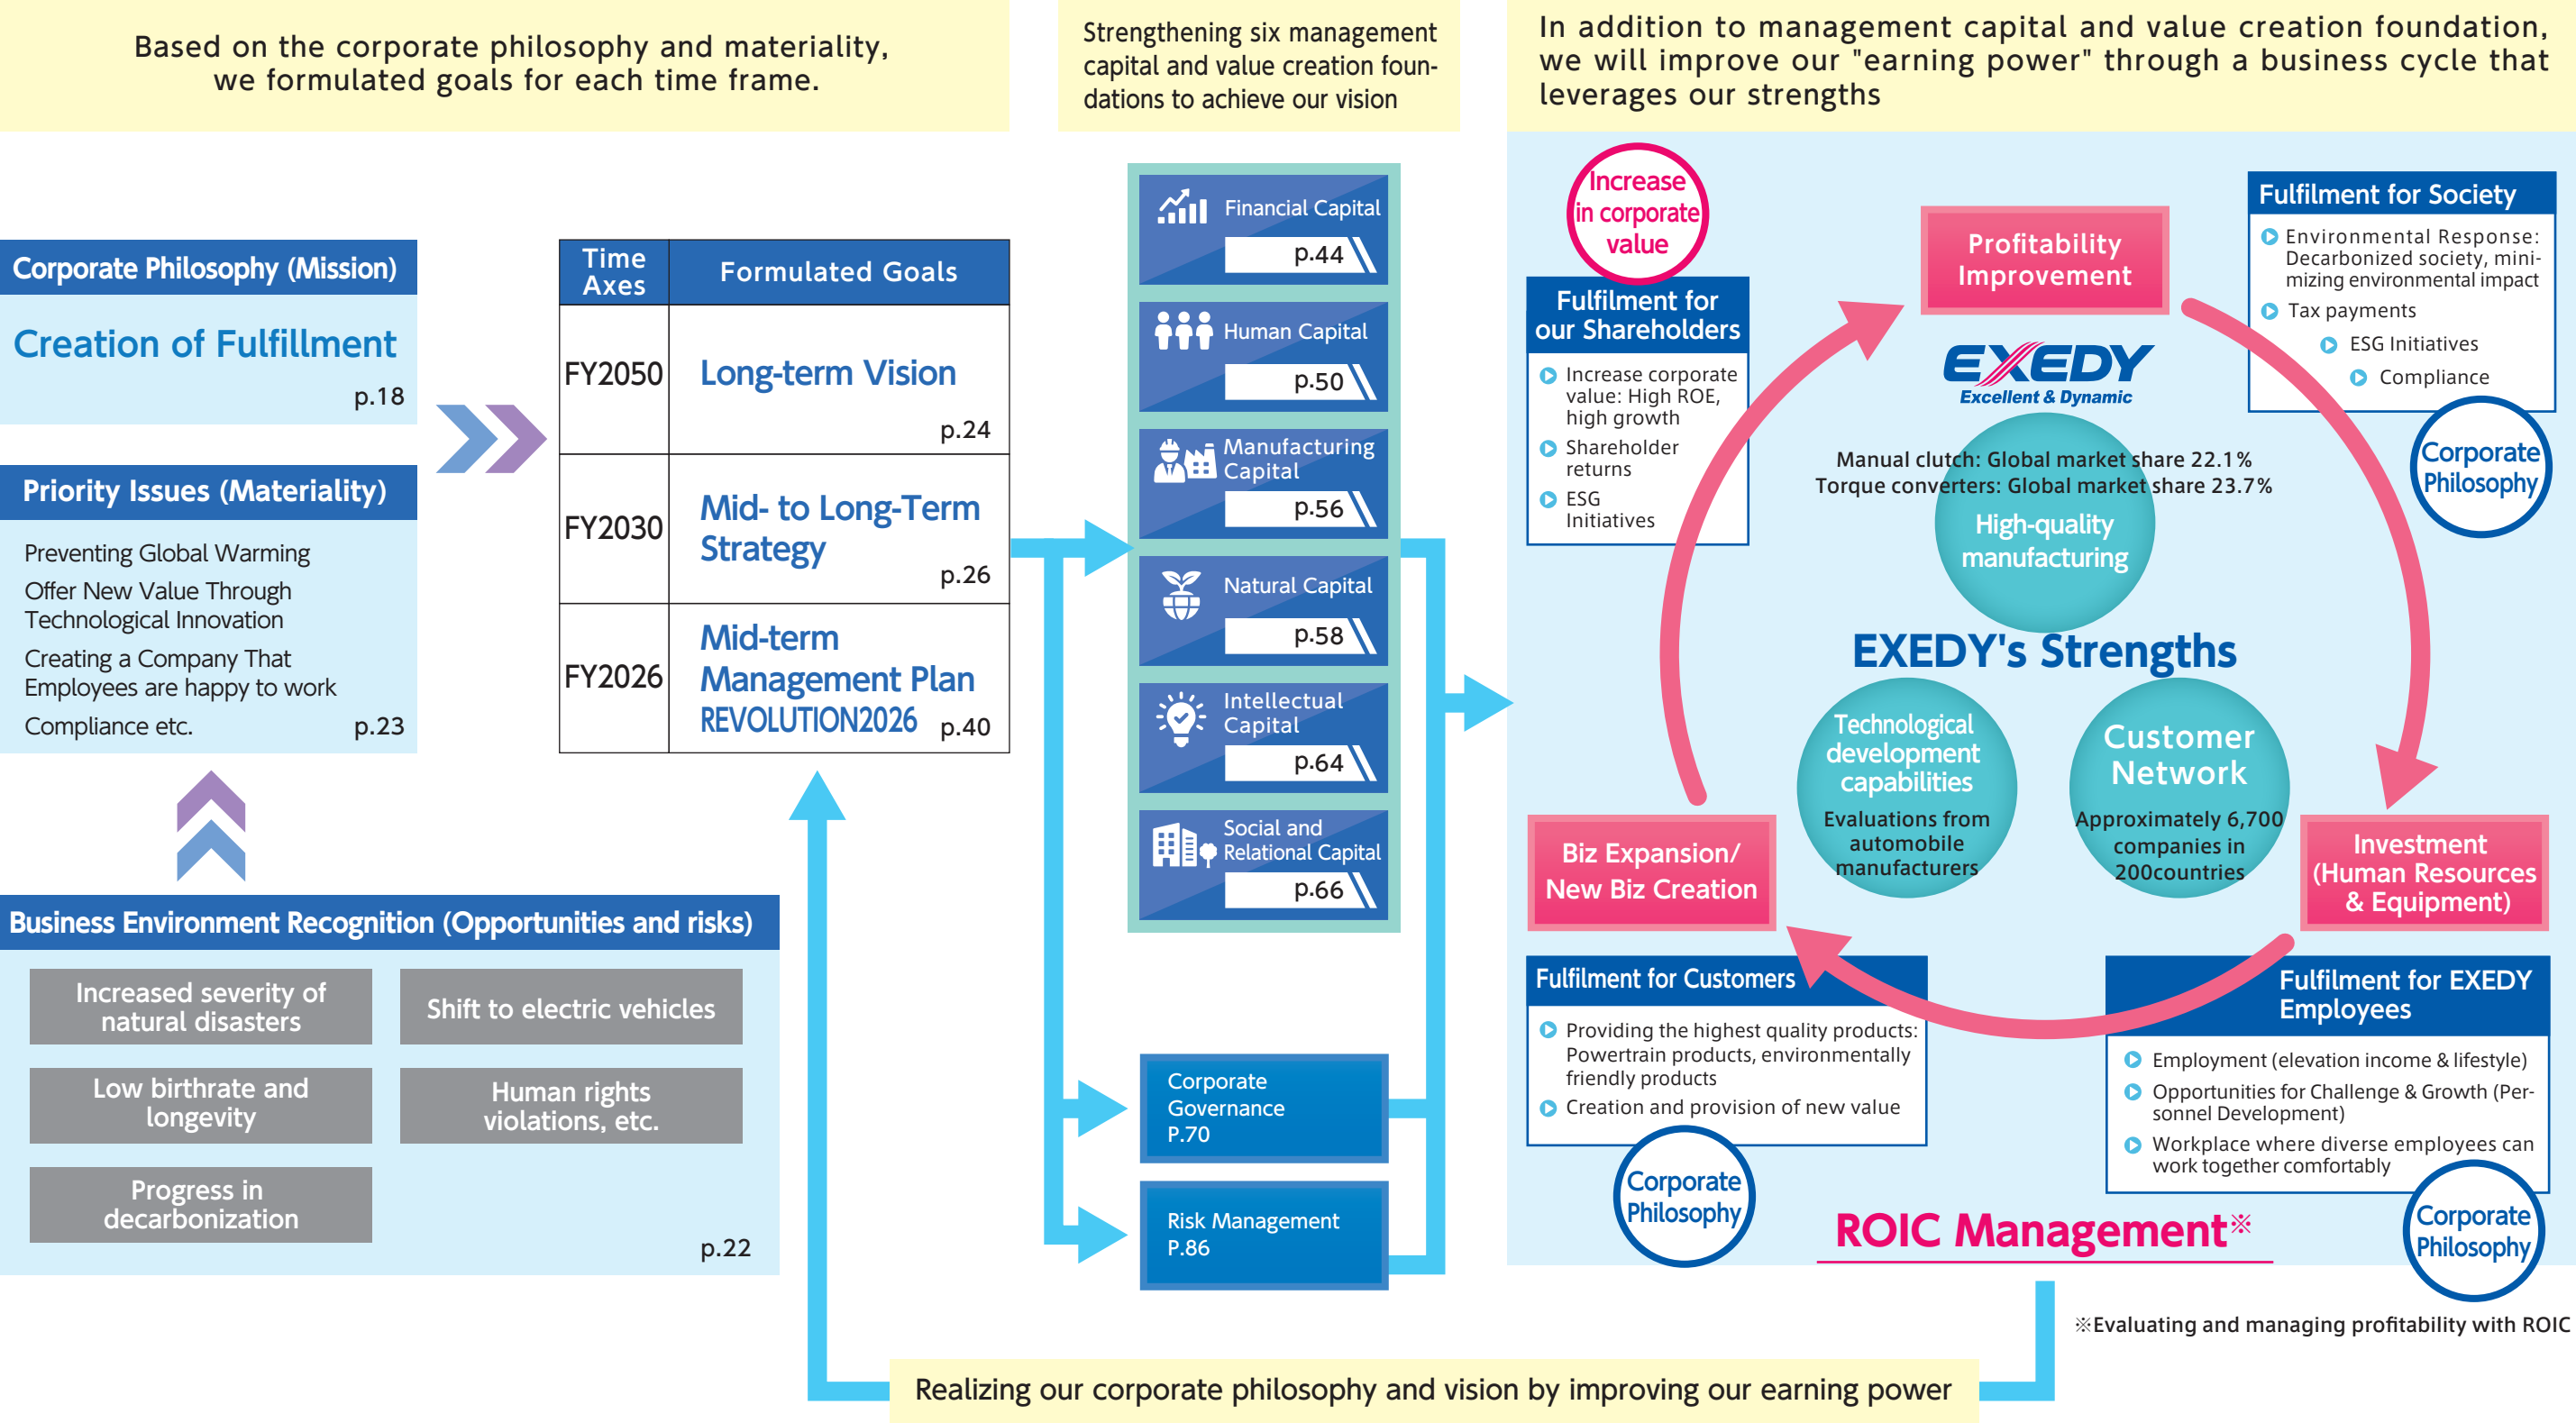 Based on the corporate philosophy and materiality,
we formulated goals for each time frame.
Strengthening six management
capital and value creation foun-
dations to achieve our vision
In addition to management capital and value creation foundation,
we will improve our "earning power" through a business cycle that
leverages our strengths
Corporate Philosophy (Mission)
Creation of Fulfillment
p.18
Priority Issues (Materiality)
Preventing Global Warming
Offer New Value Through
Technological Innovation
Creating a Company That
Employees are happy to work
Compliance etc.
p.23
Business Environment Recognition (Opportunities and risks)
Increased severity of
natural disasters
Shift to electric vehicles
Low birthrate and
longevity
Human rights
violations, etc.
Progress in
decarbonization
p.22
Time
Axes
Formulated Goals
FY2050
Long-term Vision
p.24
FY2030
Mid- to Long-Term
Strategy
p.26
FY2026
Mid-term
Management Plan
REVOLUTION2026
p.40
Financial Capital
p.44
Human Capital
p.50
Manufacturing
Capital
p.56
Natural Capital
p.58
Intellectual
Capital
p.64
Social and
Relational Capital
p.66
Corporate
Governance
P.70
Risk Management
P.86
Increase
in corporate
value
Fulfilment for
our Shareholders
Increase corporate
value: High ROE,
high growth
Shareholder
returns
ESG
Initiatives
Profitability
Improvement
Fulfilment for Society
Environmental Response:
Decarbonized society, mini-
mizing environmental impact
Tax payments
ESG Initiatives
Compliance
Corporate
Philosophy
EXEDY
Excellent & Dynamic
Manual clutch: Global market share 22.1%
Torque converters: Global market share 23.7%
High-quality
manufacturing
EXEDY's Strengths
Technological
development
capabilities
Evaluations from
automobile
manufacturers
Customer
Network
Approximately 6,700
companies in
200countries
Biz Expansion/
New Biz Creation
Investment
(Human Resources
& Equipment)
Fulfilment for Customers
Providing the highest quality products:
Powertrain products, environmentally
friendly products
Creation and provision of new value
Corporate
Philosophy
Fulfilment for EXEDY
Employees
Employment (elevation income & lifestyle)
Opportunities for Challenge & Growth (Per-
sonnel Development)
Workplace where diverse employees can
work together comfortably
Corporate
Philosophy
ROIC Management※
※Evaluating and managing profitability with ROIC
Realizing our corporate philosophy and vision by improving our earning power